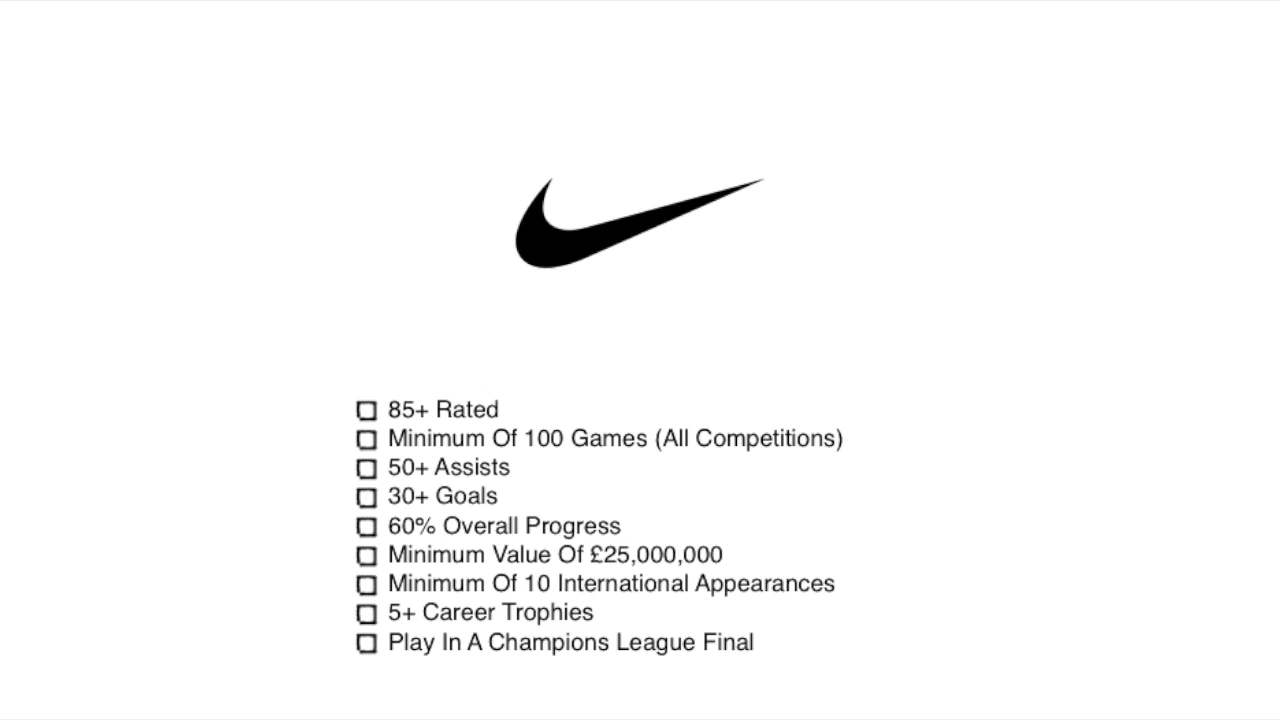 85+ Rated
Minimum Of 100 Games (All Competitions)
50+ Assists
30+ Goals
60% Overall Progress
Minimum Value Of £25,000,000
Minimum Of 10 International Appearances
5+ Career Trophies
Play In A Champions League Final